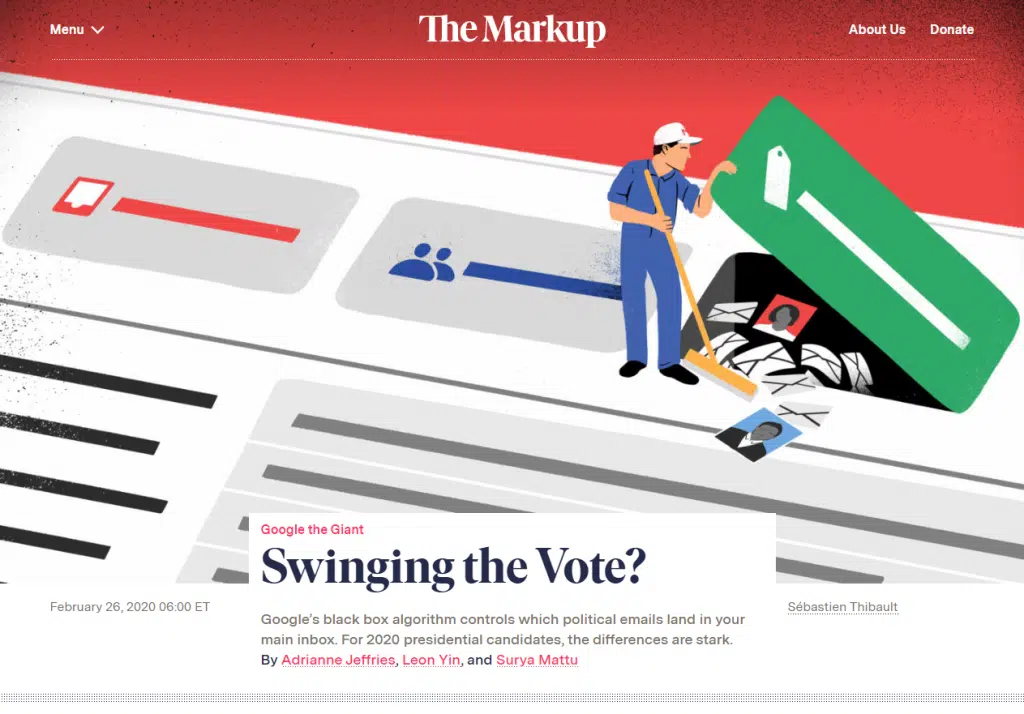 Menu
The Markup
About Us
Donate
Google the Giant
Swinging the Vote?
February 26, 2020 06:00 ET
Sébastien Thibault
Google’s black box algorithm controls which political emails land in your
main inbox. For 2020 presidential candidates, the differences are stark.
By Adrianne Jeffries, Leon Yin, and Surya Mattu